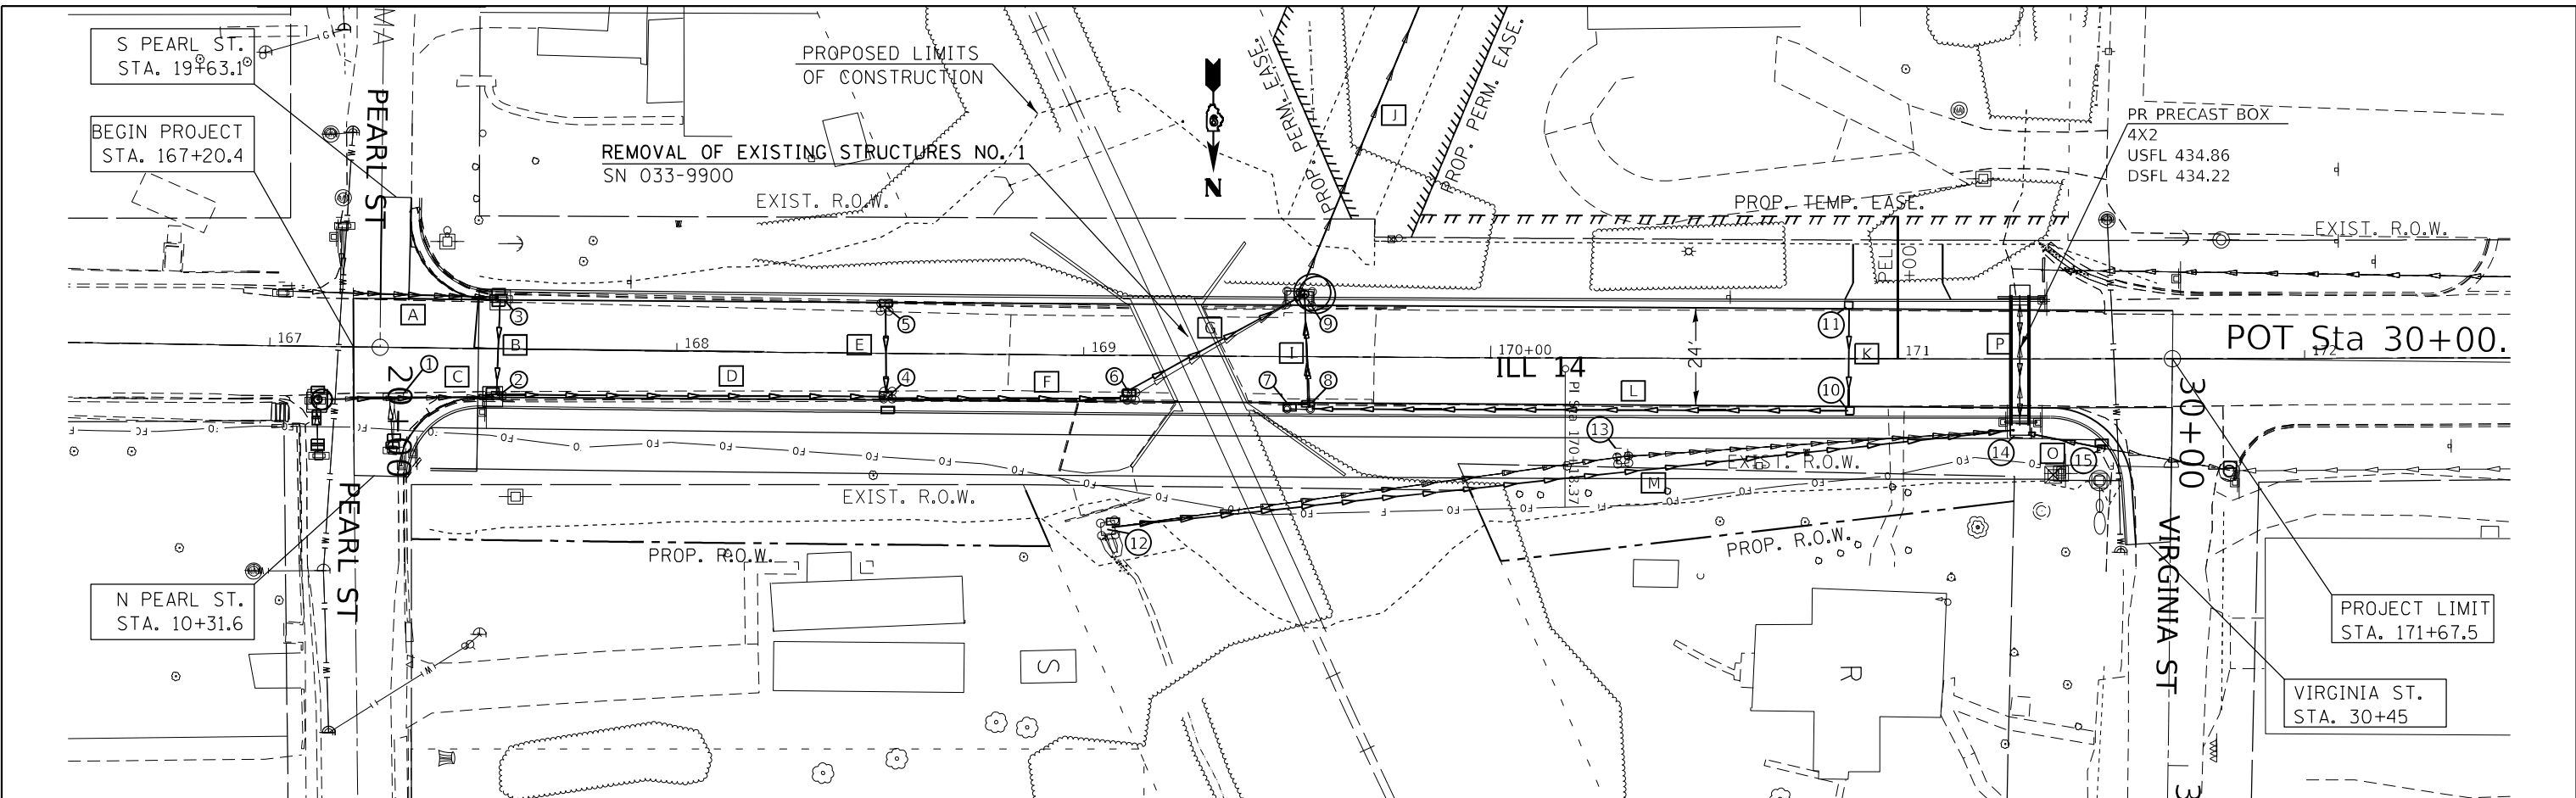 S PEARL ST.
STA. 19+63.1
BEGIN PROJECT
STA. 167+20.4
PEARL ST
PROPOSED LIMITS
OF CONSTRUCTION
REMOVAL OF EXISTING STRUCTURES NO. 1
SN 033-9900
EXIST. R.O.W.
N
PROP. PERM. EASE.
PROP. PERM. EASE.
J
PROP. TEMP. EASE.
PR PRECAST BOX
4X2
USFL 434.86
DSFL 434.22
EXIST. R.O.W.
A
3
B
5
E
G
9
I
11
K
P
167
168
169
170+00
171
172
ILL 14
24'
POT Sta 30+00.
1
C
2
D
4
F
6
7
8
L
10
20+00
30+00
13
14
O
15
M
12
EXIST. R.O.W.
EXIST. R.O.W.
PROP. R.O.W.
PROP. R.O.W.
PEARL ST
VIRGINIA ST
N PEARL ST.
STA. 10+31.6
S
R
PROJECT LIMIT
STA. 171+67.5
VIRGINIA ST.
STA. 30+45